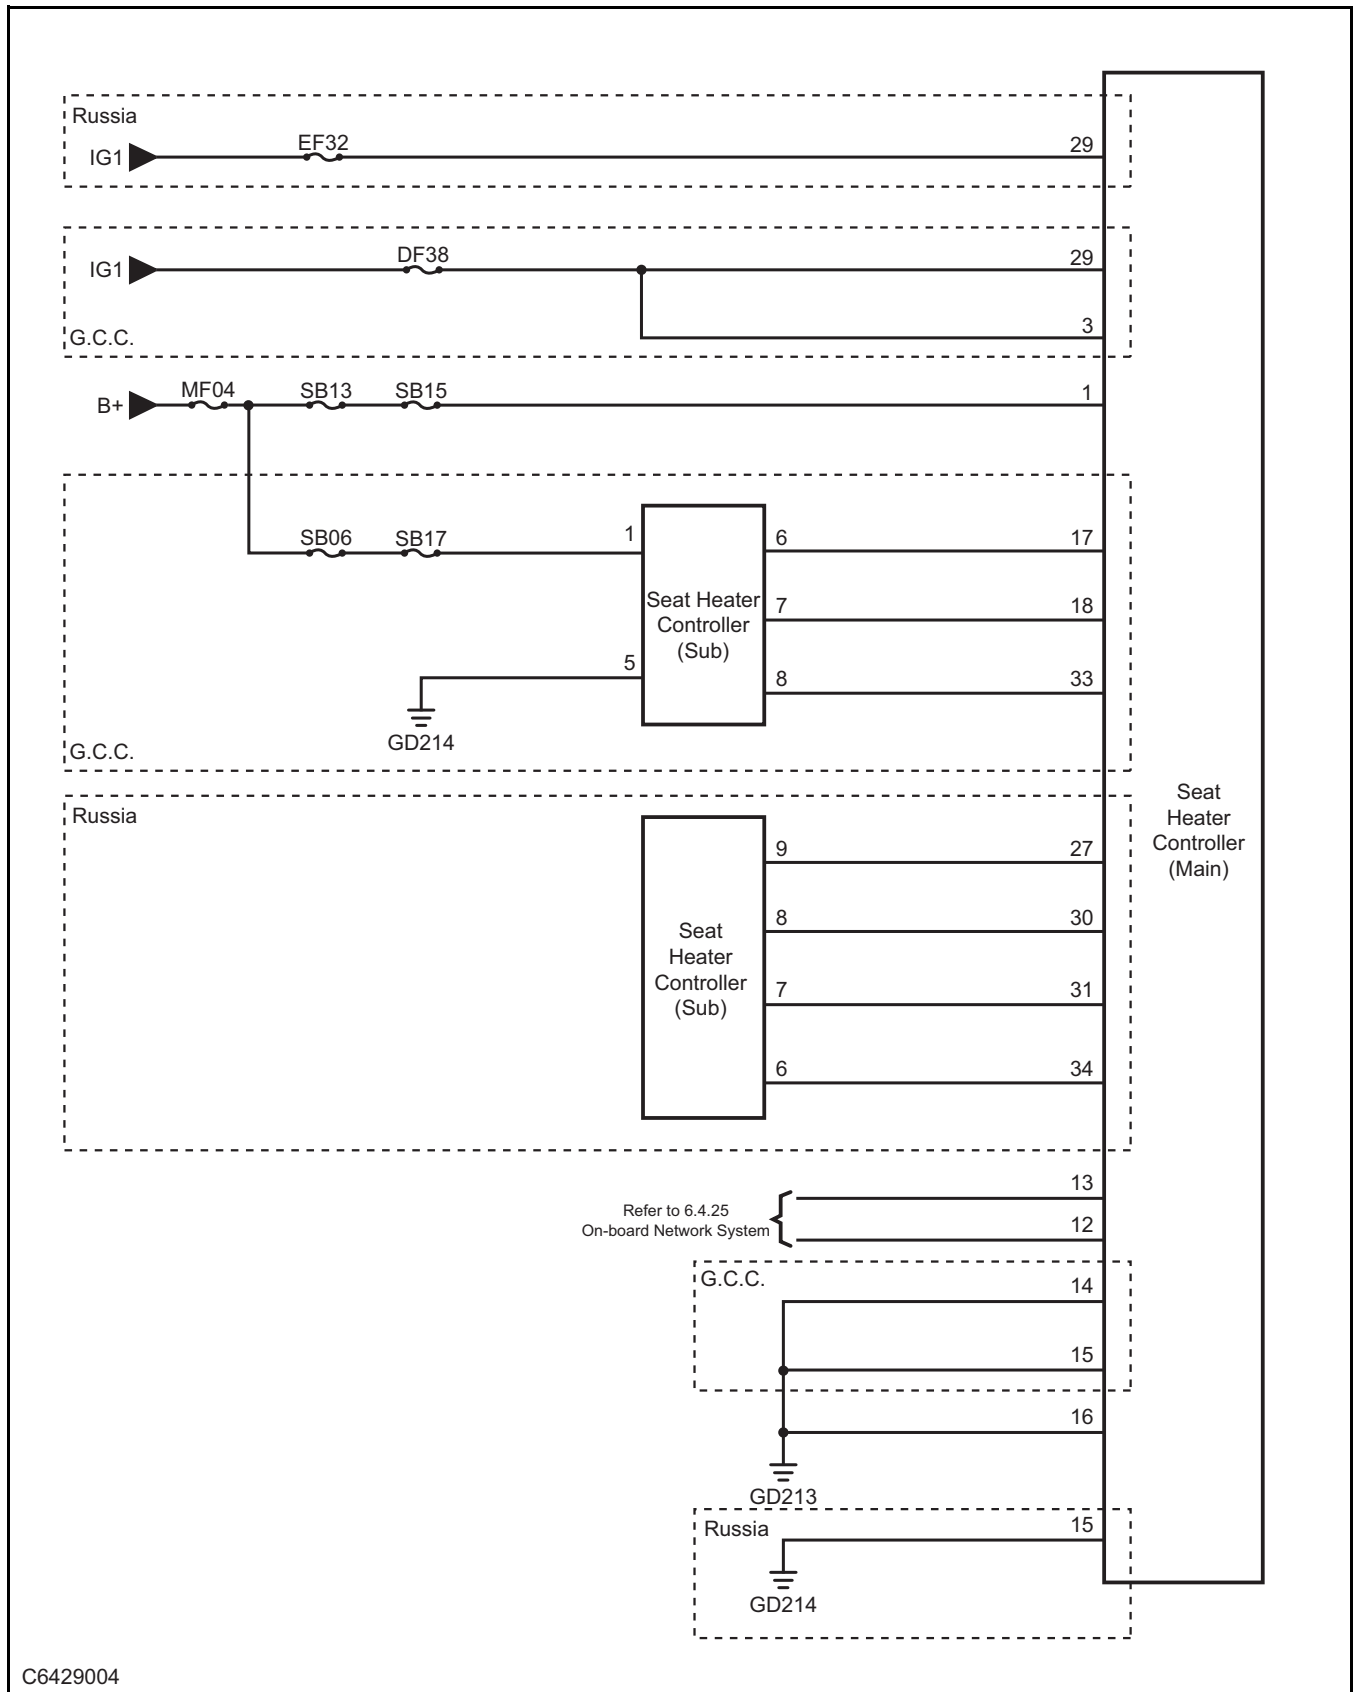 Russia
EF32
IG1
29
DF38
IG1
29
3
G.C.C.
MF04
SB13
SB15
B+
1
SB06
SB17
1
6
17
Seat Heater
Controller
(Sub)
7
18
5
8
33
GD214
G.C.C.
Russia
Seat
Heater
Controller
(Main)
9
27
8
30
Seat
Heater
Controller
(Sub)
7
31
6
34
13
Refer to 6.4.25
On-board Network System
12
G.C.C.
14
15
16
GD213
Russia
15
GD214
C6429004